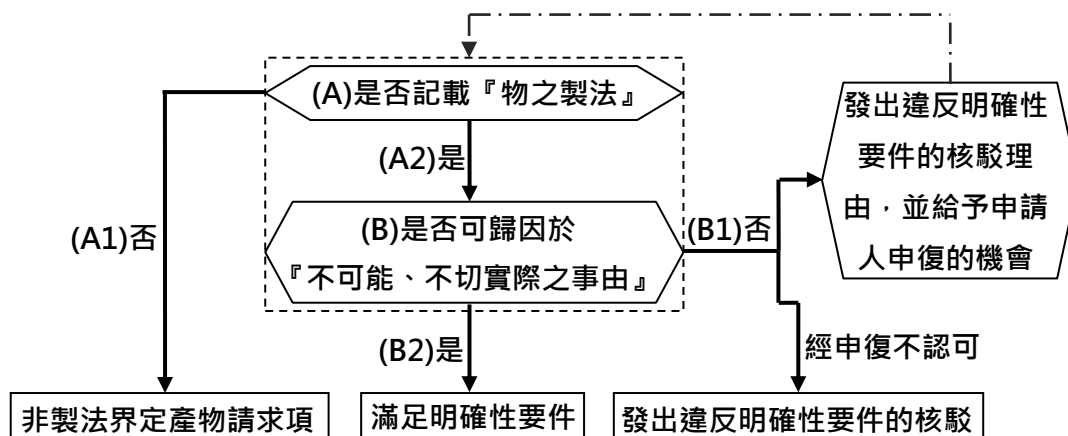 (A)是否記載『物之製法』
(A2)是
(A1)否
(B)是否可歸因於
『不可能、不切實際之事由』
(B1)否
發出違反明確性
要件的核駁理
由，並給予申請
人申復的機會
(B2)是
經申復不認可
非製法界定產物請求項
滿足明確性要件
發出違反明確性要件的核駁